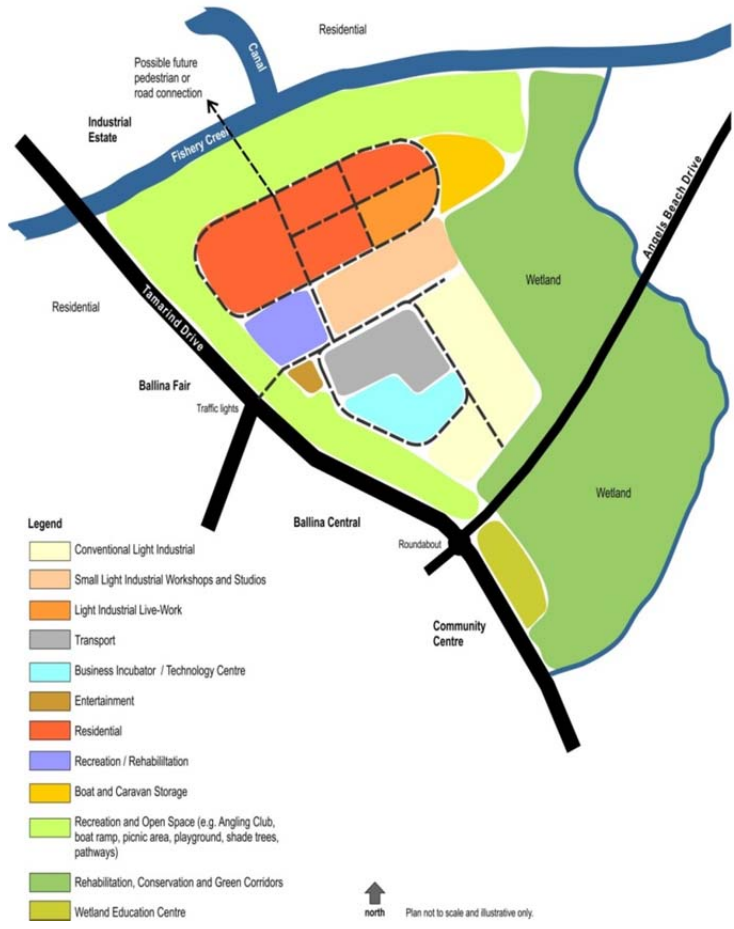 Residential
Canal
Possible future
pedestrian or
road connection
Industrial
Estate
Fishery Creek
Angels Beach Drive
Wetland
Residential
Tamarind Drive
Ballina Fair
Traffic lights
Wetland
Ballina Central
Roundabout
Community
Centre
Legend
Conventional Light Industrial
Small Light Industrial Workshops and Studios
Light Industrial Live-Work
Transport
Business Incubator / Technology Centre
Entertainment
Residential
Recreation / Rehabililtation
Boat and Caravan Storage
Recreation and Open Space (e.g. Angling Club,
boat ramp, picnic area, playground, shade trees,
pathways)
Rehabilitation, Conservation and Green Corridors
Wetland Education Centre
north
Plan not to scale and illustrative only.